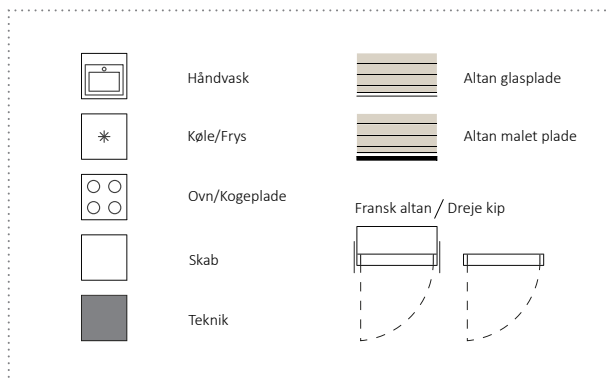 Håndvask
Køle/Frys
Ovn/Kogeplade
Skab
Teknik
Altan glasplade
Altan malet plade
Fransk altan / Dreje kip